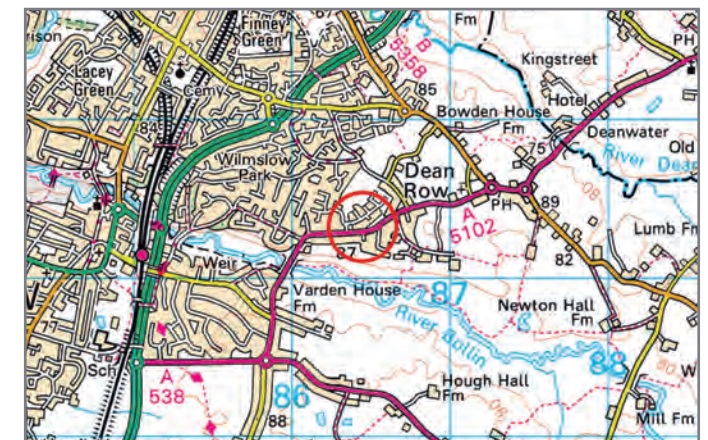 Fm
Finney
Green
rison
B
5358
PH
Kingstreet
Lacey
Green
Cemy
85
Hotel
Bowden House
Fm
84
Deanwater
75
River Dean
Old
Wilmslow
Park
Dean
Row
PH
89
A
5102
Lumb Fm
77
82
Weir
Varden House
Fm
87
Newton Hall
Fm
River Bollin
88
Sch
A
538
86
88
Hough Hall
Fm
W
Mill Fm